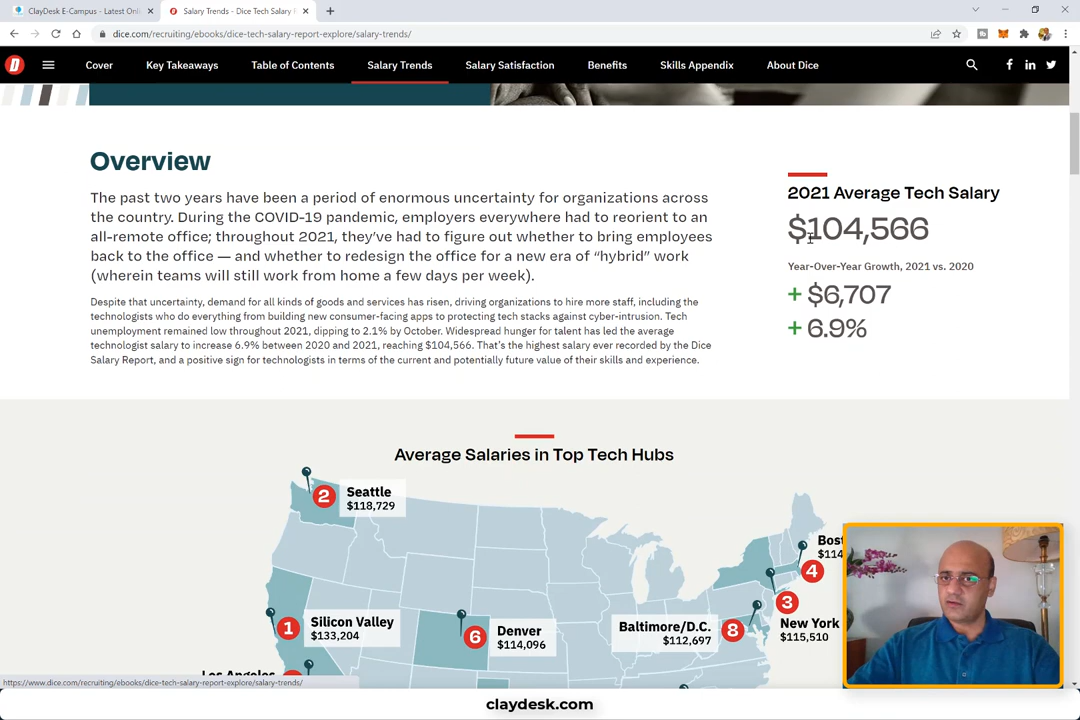 ClayDesk E-Campus - Latest Onli
Salary Trends - Dice Tech Salary R
dice.com/recruiting/ebooks/dice-tech-salary-report-explore/salary-trends/
Cover
Key Takeaways
Table of Contents
Salary Trends
Salary Satisfaction
Benefits
Skills Appendix
About Dice
Overview
The past two years have been a period of enormous uncertainty for organizations across
the country. During the COVID-19 pandemic, employers everywhere had to reorient to an
all-remote office; throughout 2021, they’ve had to figure out whether to bring employees
back to the office — and whether to redesign the office for a new era of “hybrid” work
(wherein teams will still work from home a few days per week).
Despite that uncertainty, demand for all kinds of goods and services has risen, driving organizations to hire more staff, including the
technologists who do everything from building new consumer-facing apps to protecting tech stacks against cyber-intrusion. Tech
unemployment remained low throughout 2021, dipping to 2.1% by October. Widespread hunger for talent has led the average
technologist salary to increase 6.9% between 2020 and 2021, reaching $104,566. That’s the highest salary ever recorded by the Dice
Salary Report, and a positive sign for technologists in terms of the current and potentially future value of their skills and experience.
2021 Average Tech Salary
$104,566
Year-Over-Year Growth, 2021 vs. 2020
+ $6,707
+ 6.9%
Average Salaries in Top Tech Hubs
2
Seattle
$118,729
Bost
$114
4
1
Silicon Valley
$133,204
6
Denver
$114,096
Baltimore/D.C.
$112,697
8
3
New York
$115,510
Los Angeles
https://www.dice.com/recruiting/ebooks/dice-tech-salary-report-explore/salary-trends/
claydesk.com